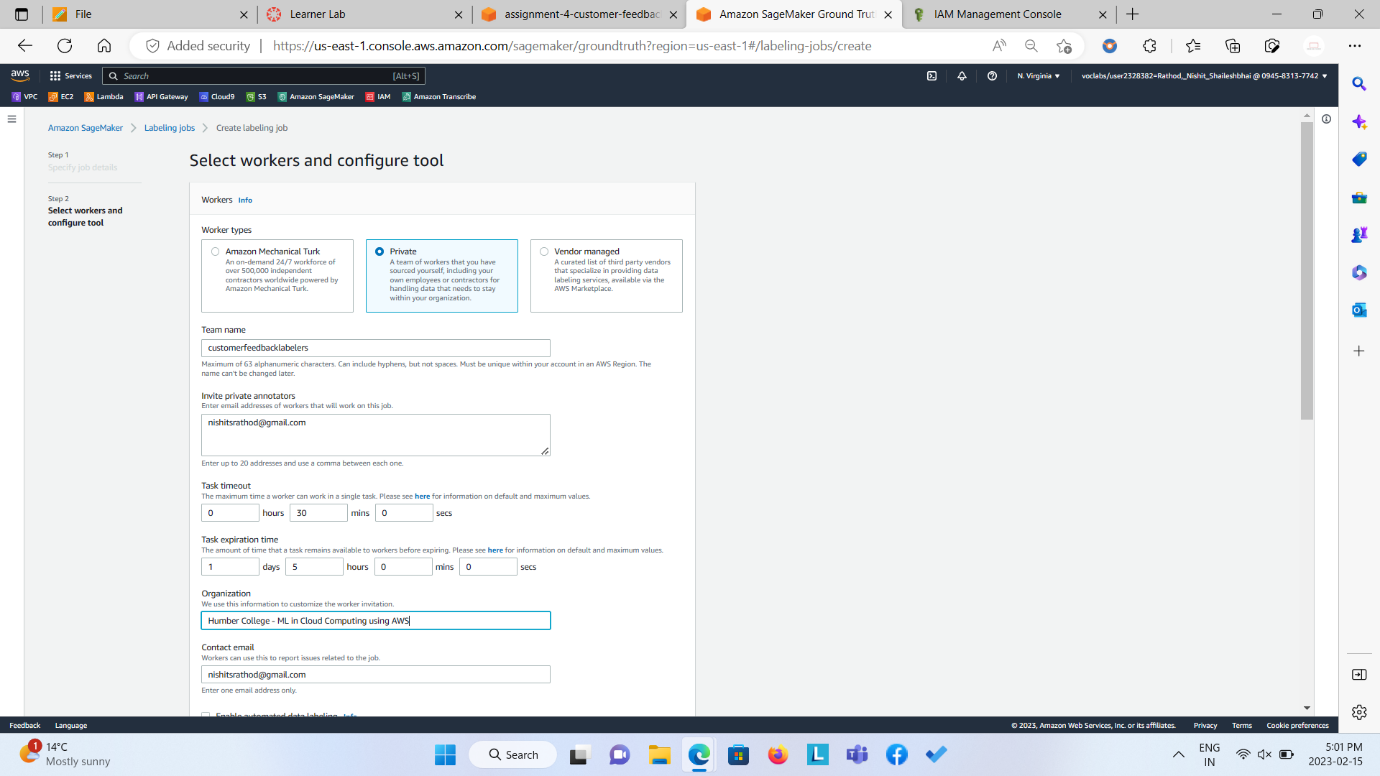 File
Learner Lab
assignment-4-customer-feedbac
Amazon SageMaker Ground Trut
IAM Management Console
Added security
https://us-east-1.console.aws.amazon.com/sagemaker/groundtruth?region=us-east-1#/labeling-jobs/create
aws
Services
Search
[Alt+S]
N. Virginia
voclabs/user2328382=Rathod,_Nishit_Shaileshbhai @ 0945-8313-7742
VPC
EC2
Lambda
API Gateway
Cloud9
S3
Amazon SageMaker
IAM
Amazon Transcribe
Amazon SageMaker
Labeling jobs
Create labeling job
Step 1
Specify job details
Step 2
Select workers and
configure tool
Select workers and configure tool
Workers Info
Worker types
Amazon Mechanical Turk
An on-demand 24/7 workforce of
over 500,000 independent
contractors worldwide powered by
Amazon Mechanical Turk.
Private
A team of workers that you have
sourced yourself, including your
own employees or contractors for
handling data that needs to stay
within your organization.
Vendor managed
A curated list of third party vendors
that specialize in providing data
labeling services, available via the
AWS Marketplace.
Team name
customerfeedbacklabelers
Maximum of 63 alphanumeric characters. Can include hyphens, but not spaces. Must be unique within your account in an AWS Region. The
name can't be changed later.
Invite private annotators
Enter email addresses of workers that will work on this job.
nishitsrathod@gmail.com
Enter up to 20 addresses and use a comma between each one.
Task timeout
The maximum time a worker can work in a single task. Please see here for information on default and maximum values.
0 hours 30 mins 0 secs
Task expiration time
The amount of time that a task remains available to workers before expiring. Please see here for information on default and maximum values.
1 days 5 hours 0 mins 0 secs
Organization
We use this information to customize the worker invitation.
Humber College - ML in Cloud Computing using AWS
Contact email
Workers can use this to report issues related to the job.
nishitsrathod@gmail.com
Enter one email address only.
Enable automated data labeling Info
Feedback
Language
© 2023, Amazon Web Services, Inc. or its affiliates.
Privacy
Terms
Cookie preferences
1
14°C
Mostly sunny
Search
ENG
IN
5:01 PM
2023-02-15